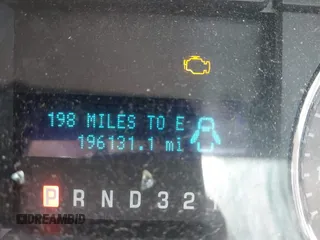 198 MILES TO E
196131.1 mi
P R N D 3 2 1
DREAMBID